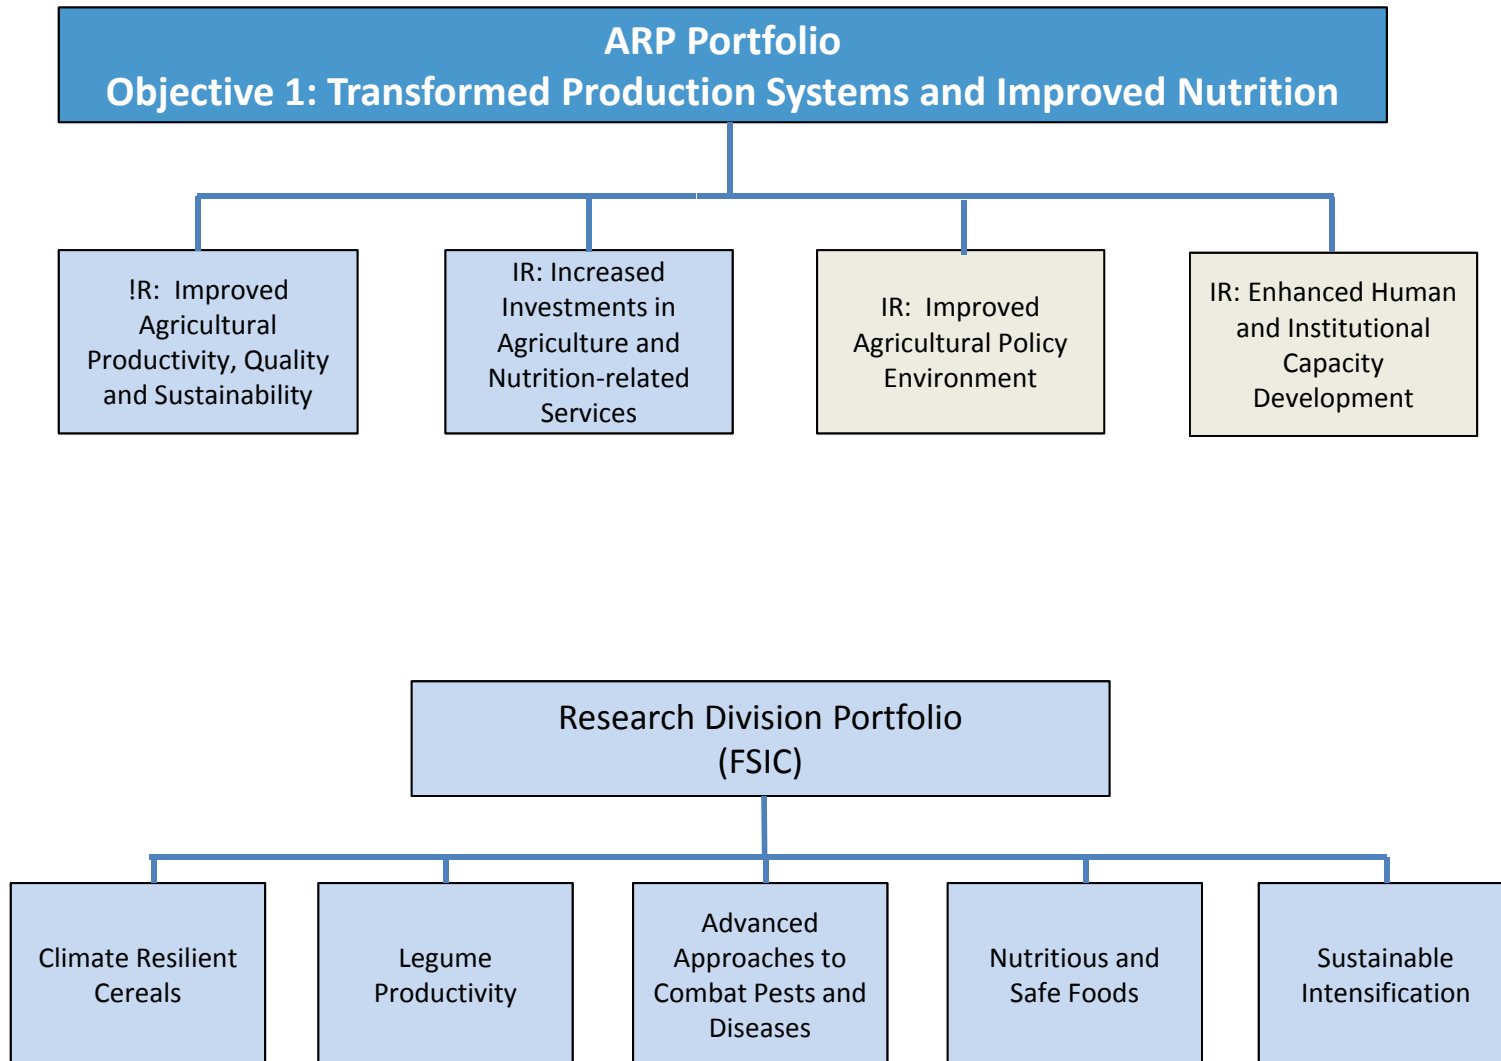 ARP Portfolio
Objective 1: Transformed Production Systems and Improved Nutrition
!R:  Improved
Agricultural
Productivity, Quality
and Sustainability
IR: Increased
Investments in
Agriculture and
Nutrition-related
Services
IR:  Improved
Agricultural Policy
Environment
IR: Enhanced Human
and Institutional
Capacity
Development
Research Division Portfolio
(FSIC)
Climate Resilient
Cereals
Legume
Productivity
Advanced
Approaches to
Combat Pests and
Diseases
Nutritious and
Safe Foods
Sustainable
Intensification